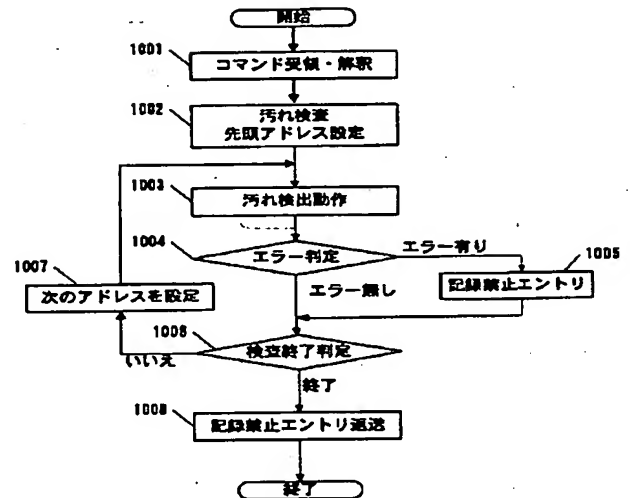 開始
1001
コマンド受領・解釈
1002
汚れ検査
先頭アドレス設定
1003
汚れ検出動作
1004
エラー判定
エラー有り
1005
記録禁止エントリ
1007
次のアドレスを設定
エラー無し
1006
検査終了判定
いいえ
終了
1008
記録禁止エントリ返送
終了